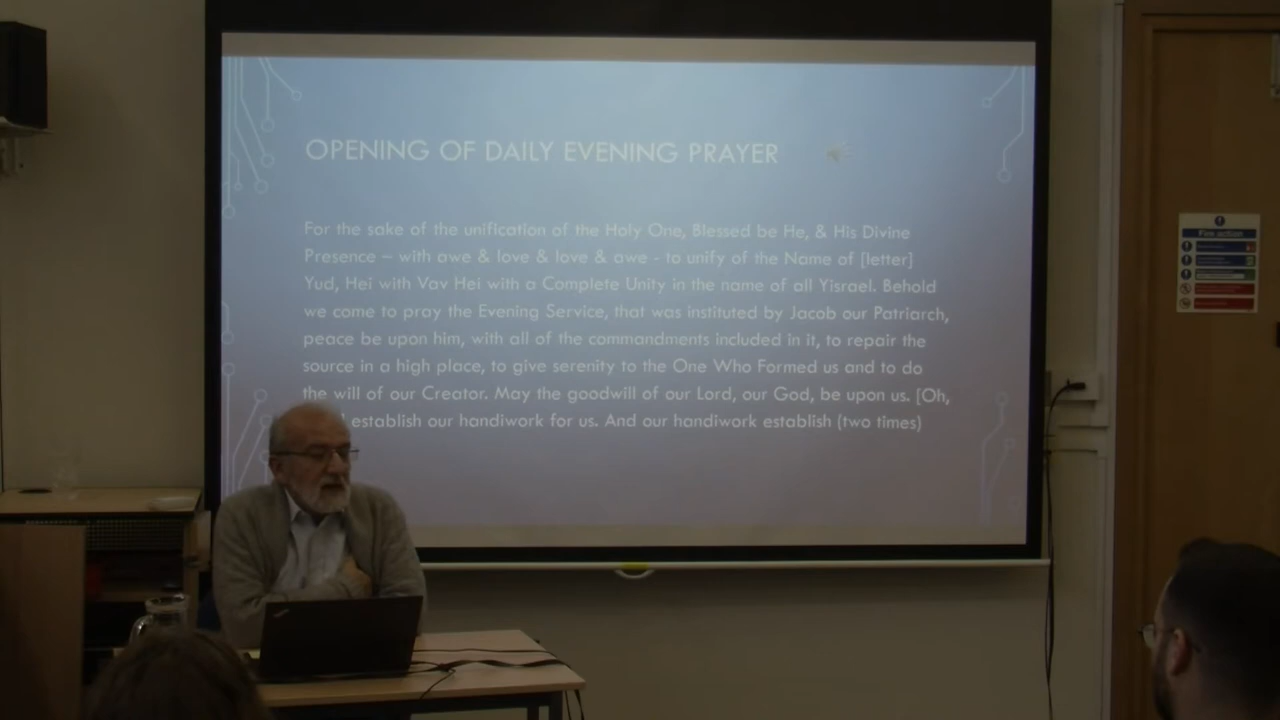 OPENING OF DAILY EVENING PRAYER
For the sake of the unification of the Holy One, Blessed be He, & His Divine
Presence – with awe & love & love & awe - to unify of the Name of [letter]
Yud, Hei with Vav Hei with a Complete Unity in the name of all Yisrael. Behold
we come to pray the Evening Service, that was instituted by Jacob our Patriarch,
peace be upon him, with all of the commandments included in it, to repair the
source in a high place, to give serenity to the One Who Formed us and to do
the will of our Creator. May the goodwill of our Lord, our God, be upon us. [Oh,
establish our handiwork for us. And our handiwork establish (two times)
Fire action